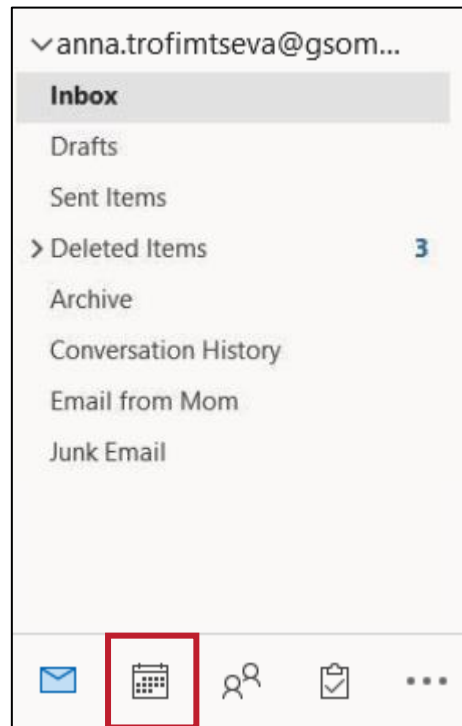 anna.trofimtseva@gsom...
Inbox
Drafts
Sent Items
Deleted Items 3
Archive
Conversation History
Email from Mom
Junk Email